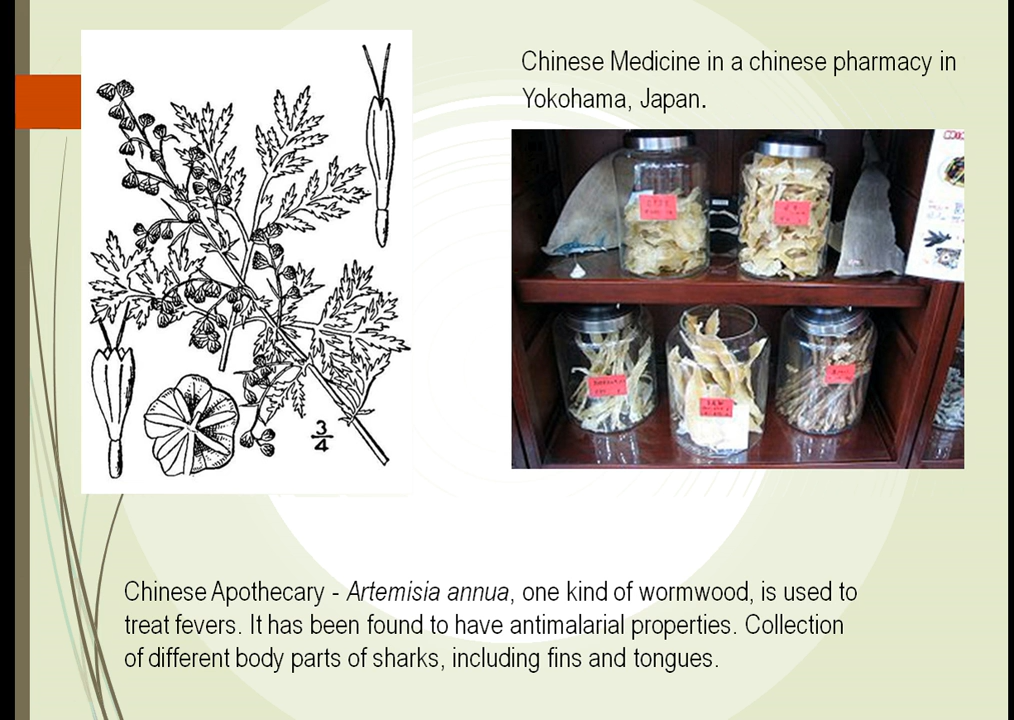 Chinese Medicine in a chinese pharmacy in
Yokohama, Japan.
3
4
Chinese Apothecary - Artemisia annua, one kind of wormwood, is used to
treat fevers. It has been found to have antimalarial properties. Collection
of different body parts of sharks, including fins and tongues.